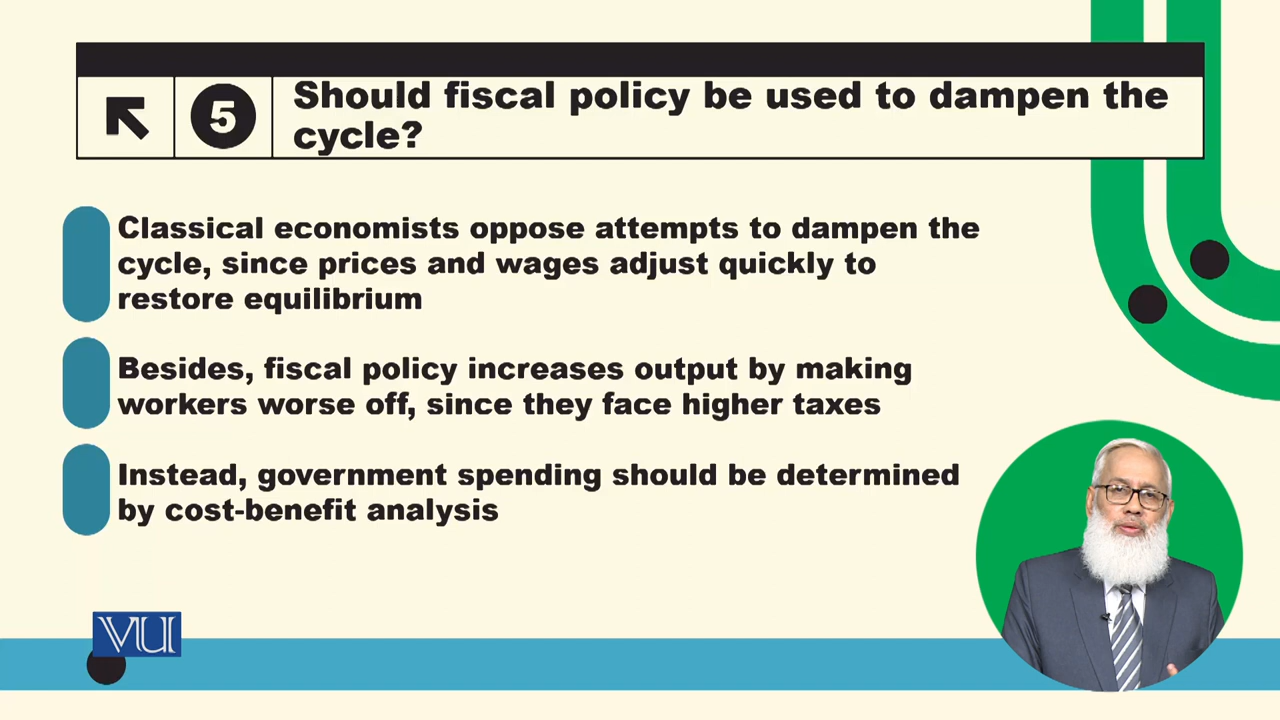 5
Should fiscal policy be used to dampen the
cycle?
Classical economists oppose attempts to dampen the
cycle, since prices and wages adjust quickly to
restore equilibrium
Besides, fiscal policy increases output by making
workers worse off, since they face higher taxes
Instead, government spending should be determined
by cost-benefit analysis
VU